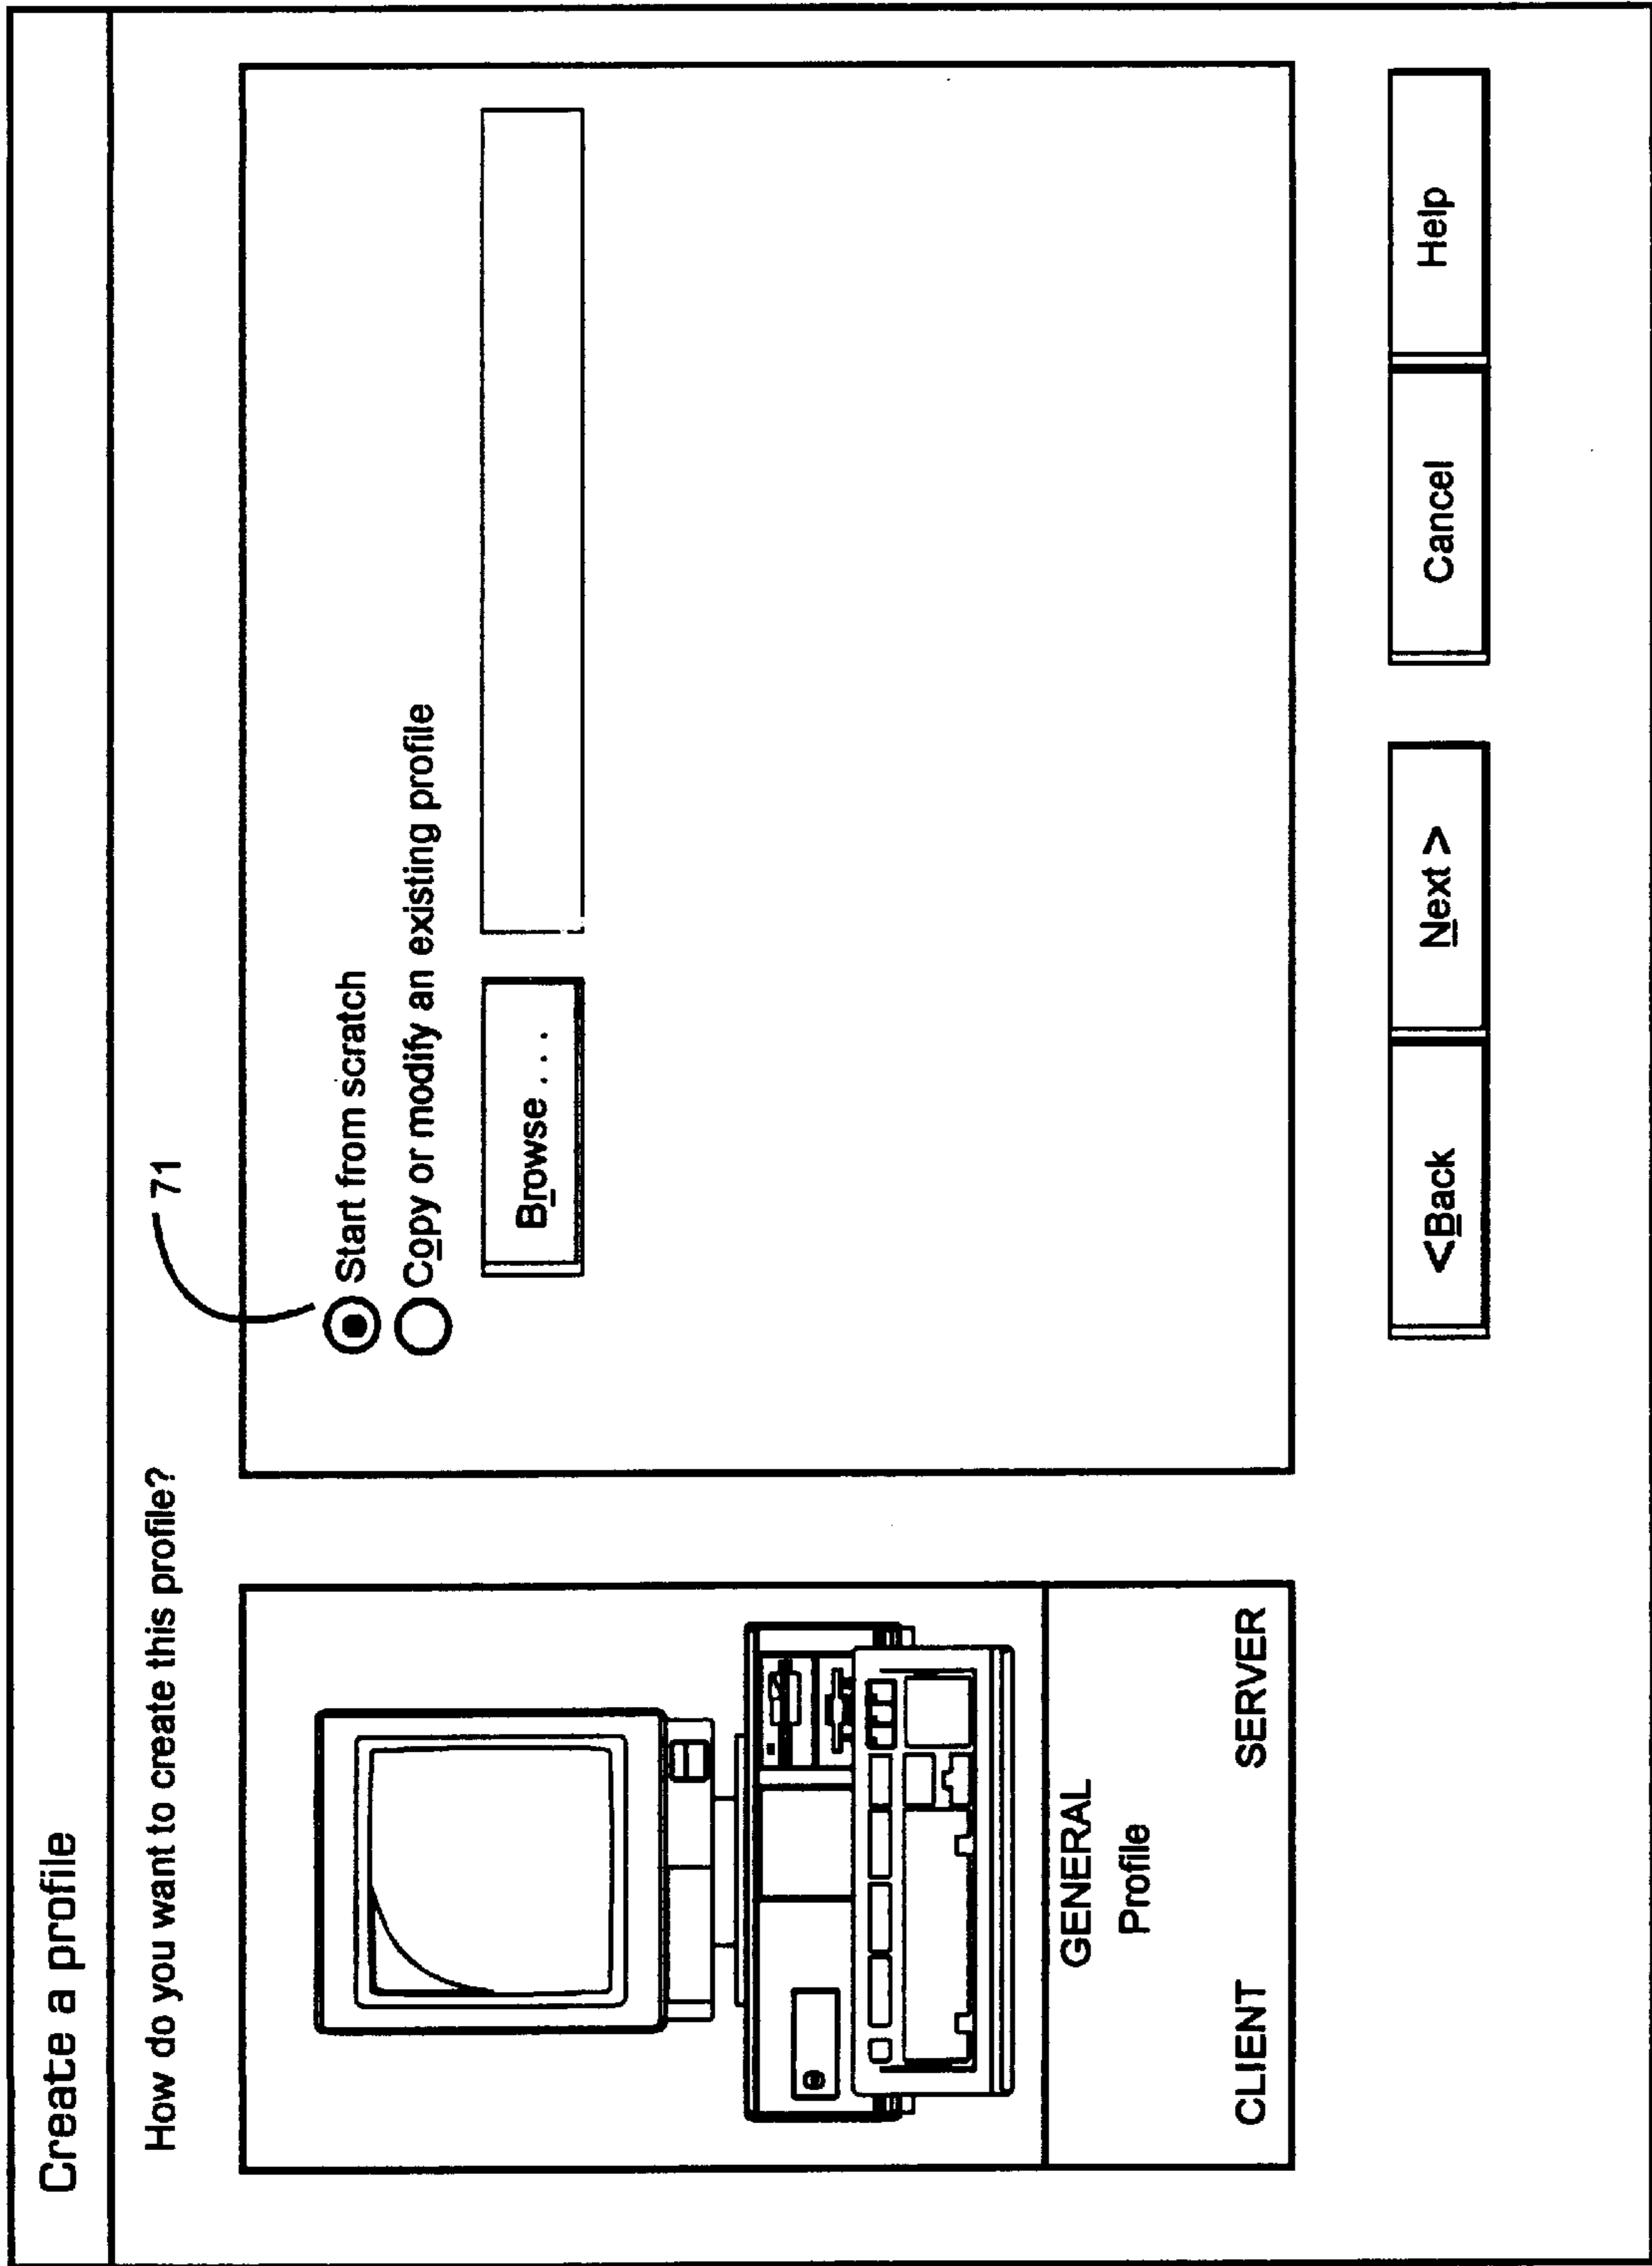 Create a profile
How do you want to create this profile?
71
Start from scratch
Copy or modify an existing profile
Browse . . . .
GENERAL
Profile
CLIENT SERVER
<Back Next > Cancel Help